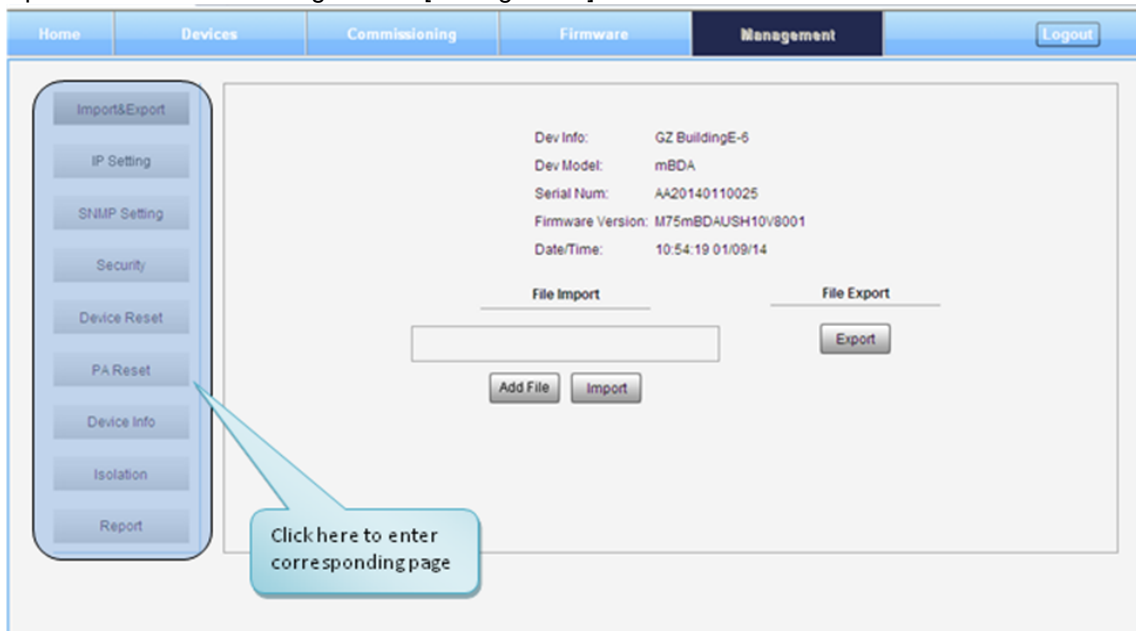 Home Devices Commissioning Firmware Management Logout
Import&Export
IP Setting
SNMP Setting
Security
Device Reset
PA Reset
Device Info
Isolation
Report
Dev Info: GZ BuildingE-6
Dev Model: mBDA
Serial Num: AA20140110025
Firmware Version: M75mBDAUSH10V8001
Date/Time: 10:54:19 01/09/14
File Import File Export
Export
Add File Import
Click here to enter
corresponding page